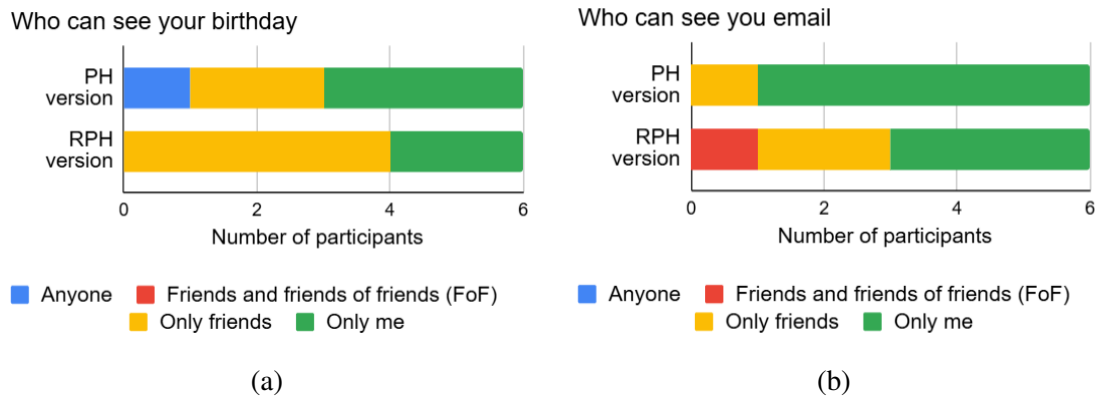 Who can see your birthday
PH
version
RPH
version
0 2 4 6
Number of participants
Anyone Friends and friends of friends (FoF)
Only friends Only me
(a)
Who can see you email
PH
version
RPH
version
0 2 4 6
Number of participants
Anyone Friends and friends of friends (FoF)
Only friends Only me
(b)